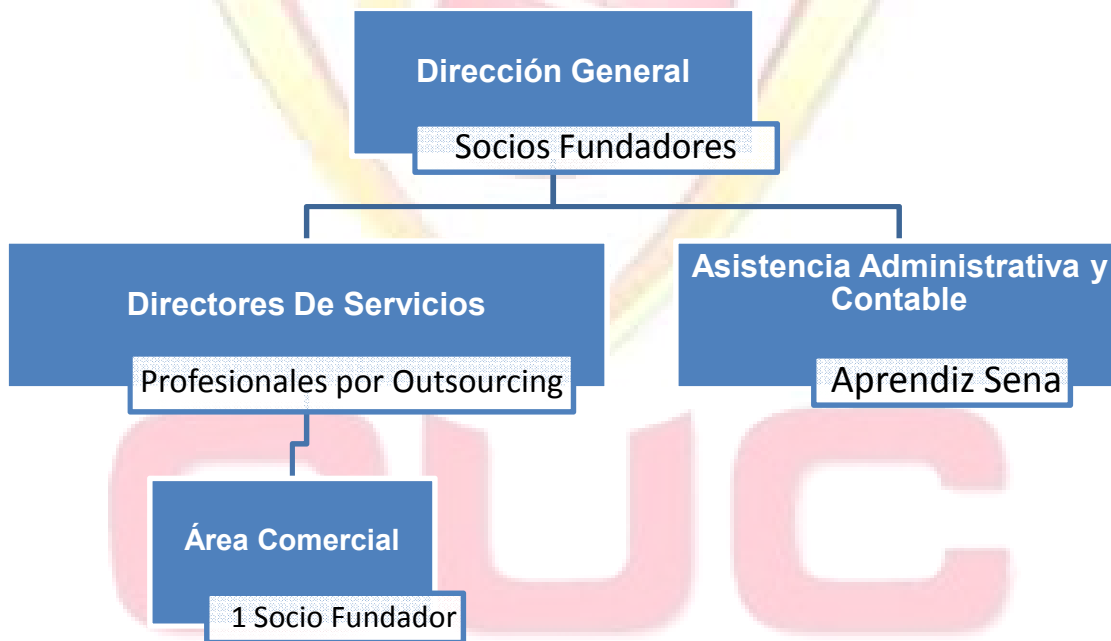 Dirección General
Socios Fundadores
Directores De Servicios
Profesionales por Outsourcing
Asistencia Administrativa y
Contable
Aprendiz Sena
Área Comercial
1 Socio Fundador
CUC